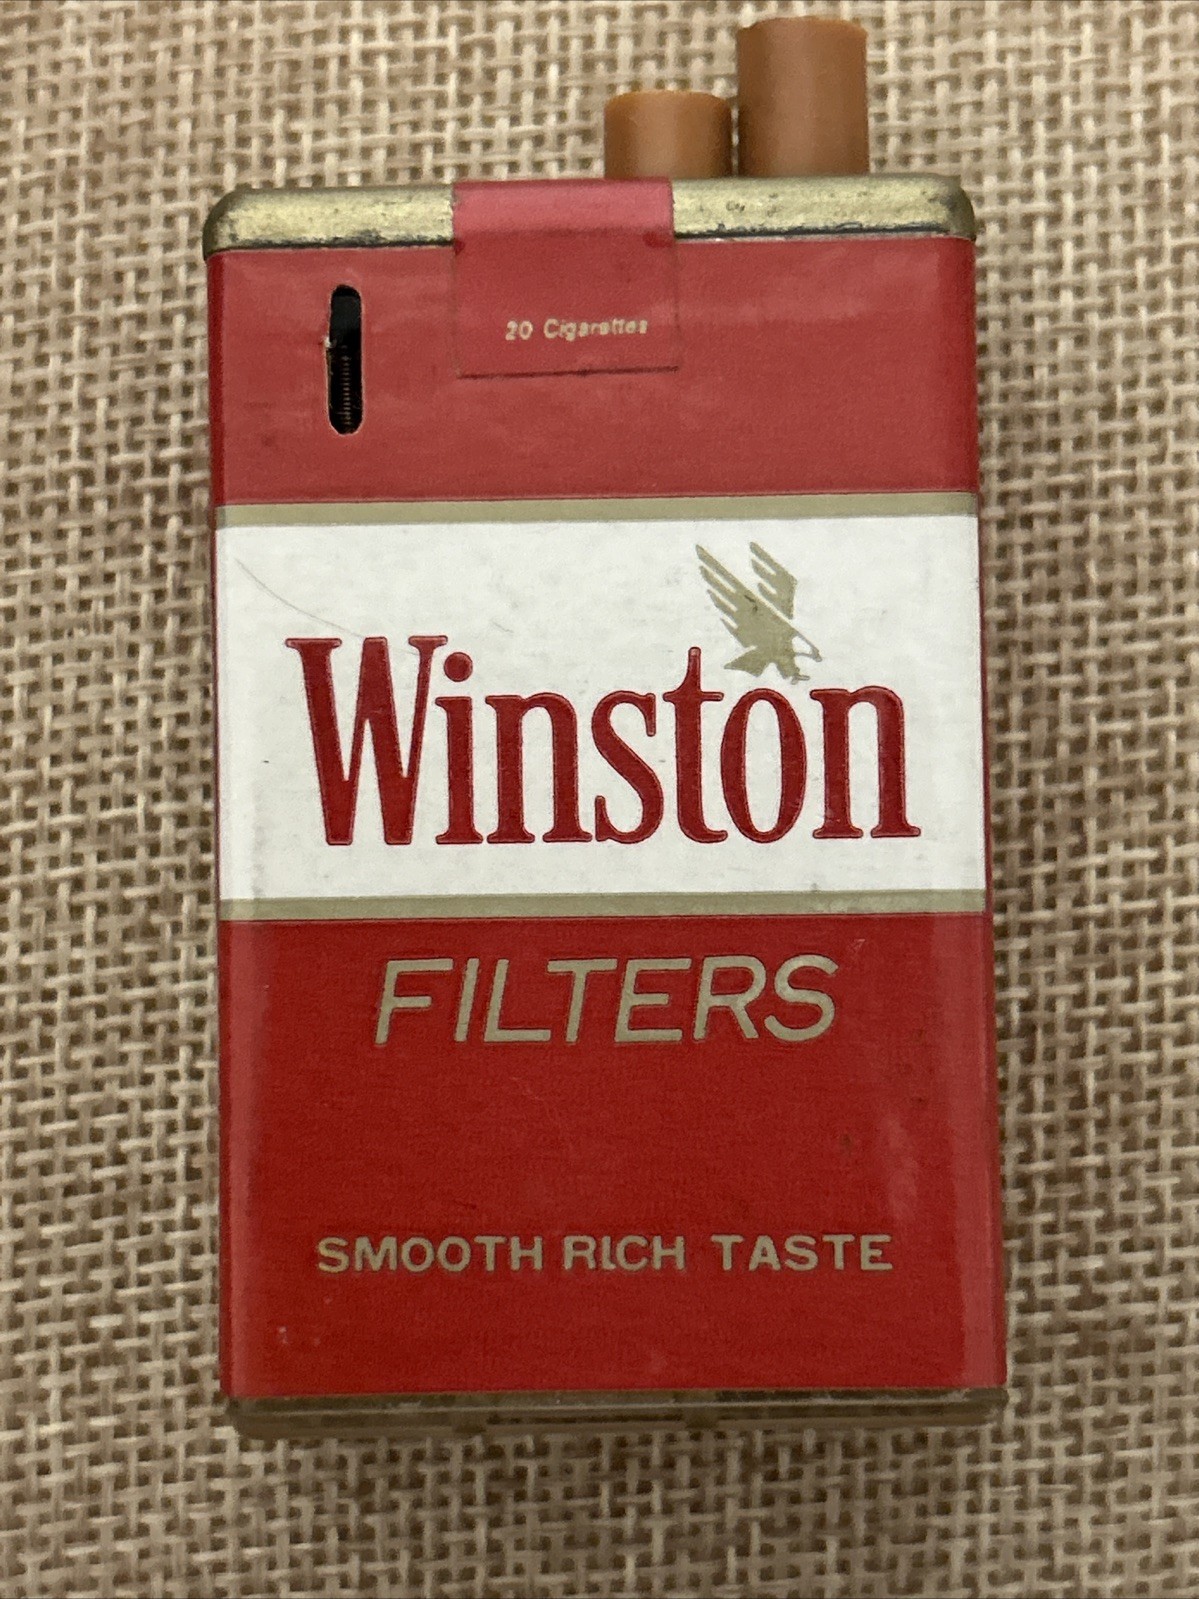 20 Cigarettes
Winston
FILTERS
SMOOTH RICH TASTE